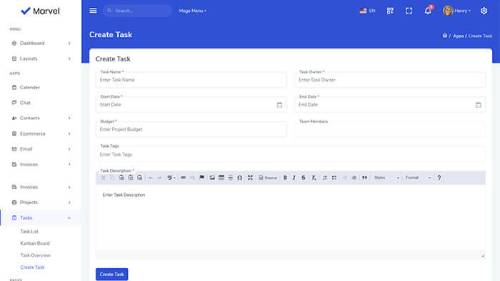 Marvel
Search...
Mega Menu
EN
Henry
MENU
Dashboard
Layouts
APPS
Calendar
Chat
Contacts
Ecommerce
Email
Invoices
Invoices
Projects
Tasks
Task List
Kanban Board
Task Overview
Create Task
PAGES
Create Task
/ Apps / Create Task
Create Task
Task Name *
Enter Task Name
Task Owner *
Enter Task Owner
Start Date *
Start Date
End Date *
End Date
Budget *
Enter Project Budget
Team Members
Task Tags
Enter Task Tags
Task Description *
Source
B I S
Styles
Format
?
Enter Task Description
Create Task